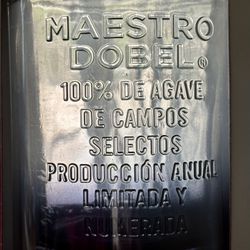 MAESTRO
DOBEL®
100% DE AGAVE
DE CAMPOS
SELECTOS
PRODUCCIÓN ANUAL
LIMITADA Y
NUMERADA